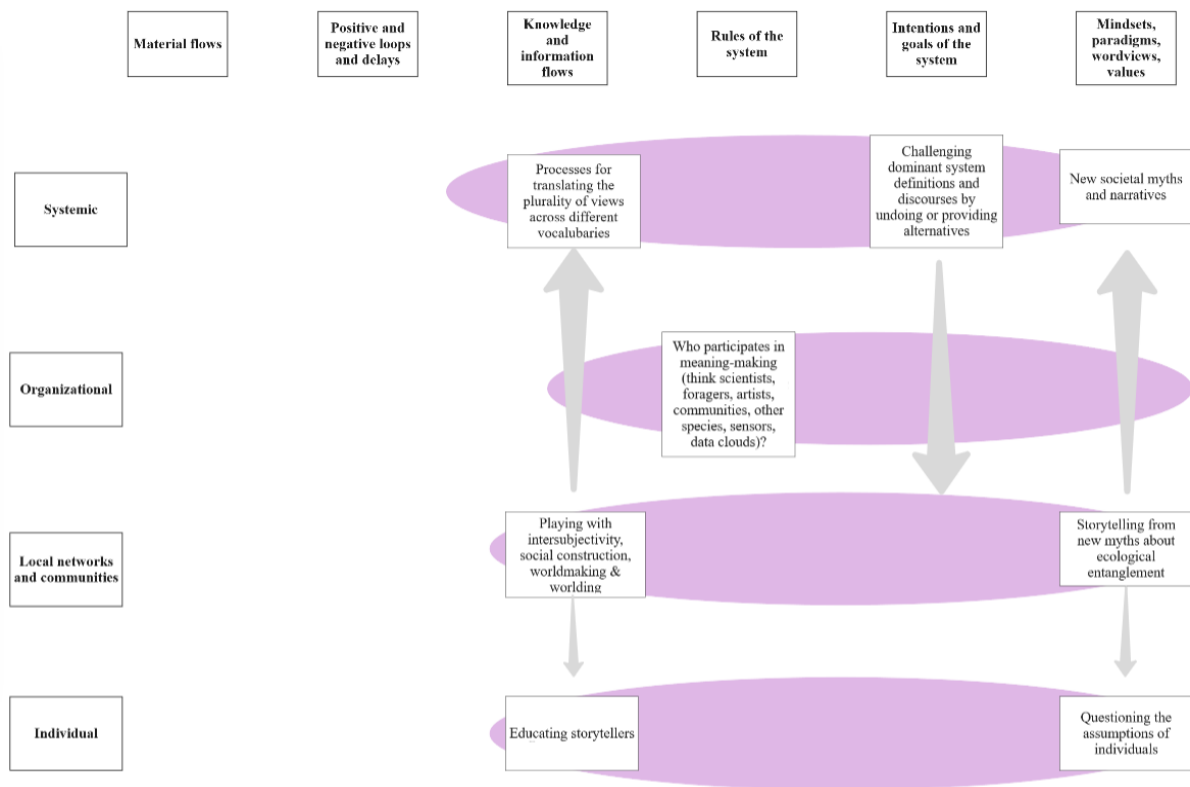 Material flows
Positive and
negative loops
and delays
Knowledge
and
information
flows
Rules of the
system
Intentions and
goals of the
system
Mindsets,
paradigms,
wordviews,
values
Systemic
Processes for
translating the
plurality of views
across different
vocalubaries
Challenging
dominant system
definitions and
discourses by
undoing or providing
alternatives
New societal myths
and narratives
Organizational
Who participates in
meaning-making
(think scientists,
foragers, artists,
communities, other
species, sensors,
data clouds)?
Local networks
and communities
Playing with
intersubjectivity,
social construction,
worldmaking &
worlding
Storytelling from
new myths about
ecological
entanglement
Individual
Educating storytellers
Questioning the
assumptions of
individuals